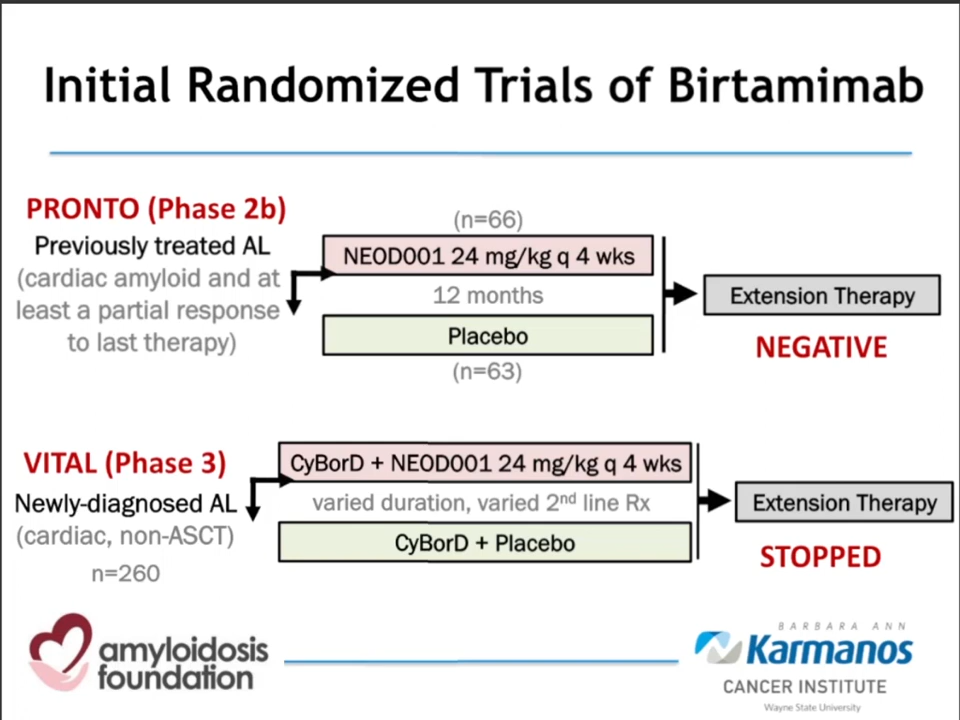 Initial Randomized Trials of Birtamimab
PRONTO (Phase 2b)
Previously treated AL
(cardiac amyloid and at
least a partial response
to last therapy)
(n=66)
NEOD001 24 mg/kg q 4 wks
12 months
Placebo
(n=63)
Extension Therapy
NEGATIVE
VITAL (Phase 3)
Newly-diagnosed AL
(cardiac, non-ASCT)
n=260
CyBorD + NEOD001 24 mg/kg q 4 wks
varied duration, varied 2nd line Rx
CyBorD + Placebo
Extension Therapy
STOPPED
amyloidosis
foundation
BARBARA ANN
Karmanos
CANCER INSTITUTE
Wayne State University